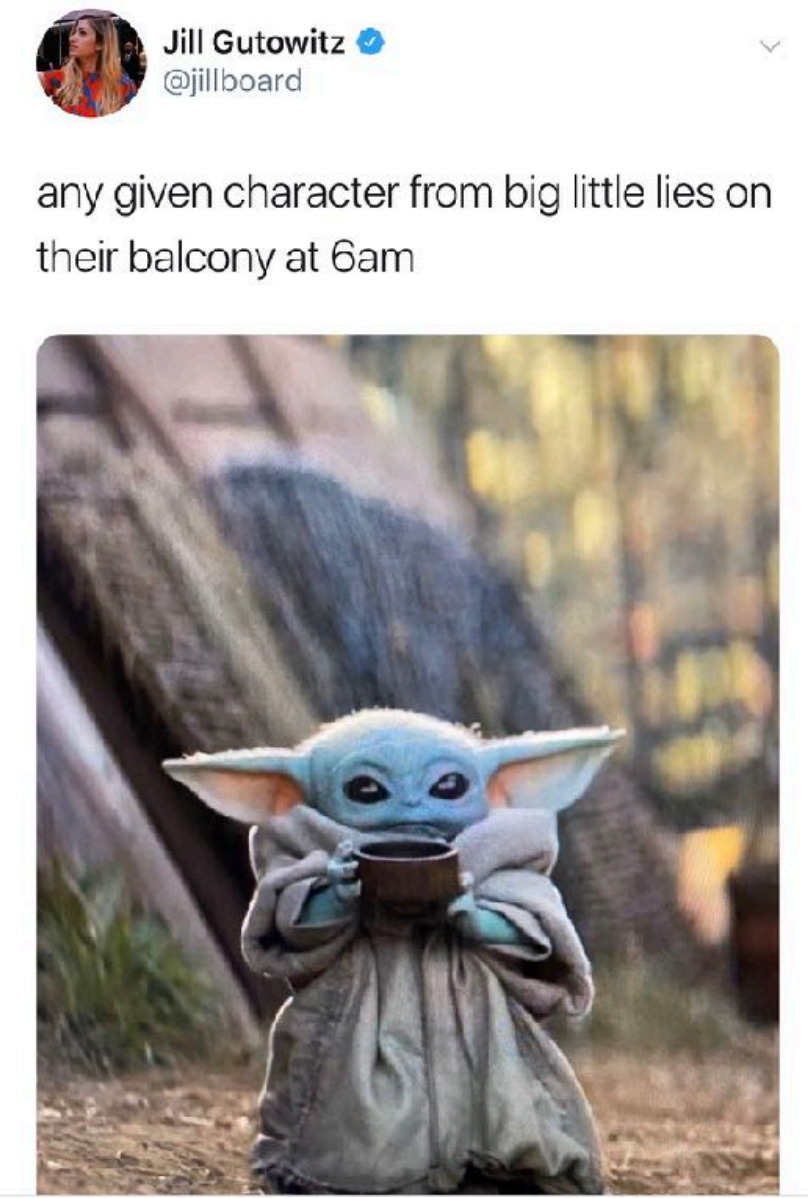 Jill Gutowitz
@jillboard
any given character from big little lies on
their balcony at 6am